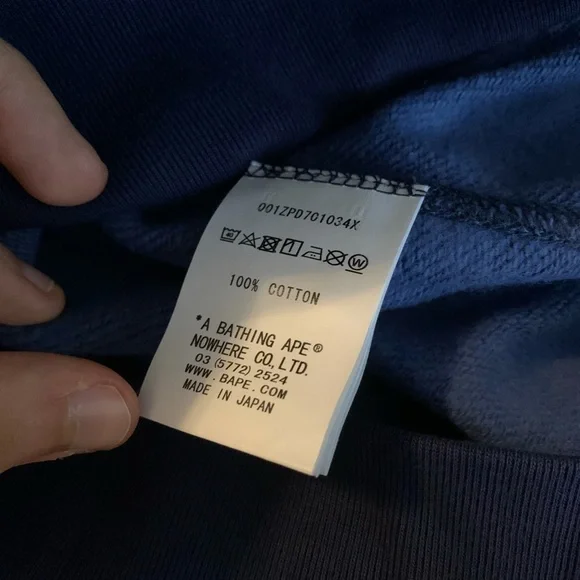 001ZPD701034X
100% COTTON
*A BATHING APE®
NOWHERE CO., LTD.
03 (5772) 2524
WWW.BAPE.COM
MADE IN JAPAN